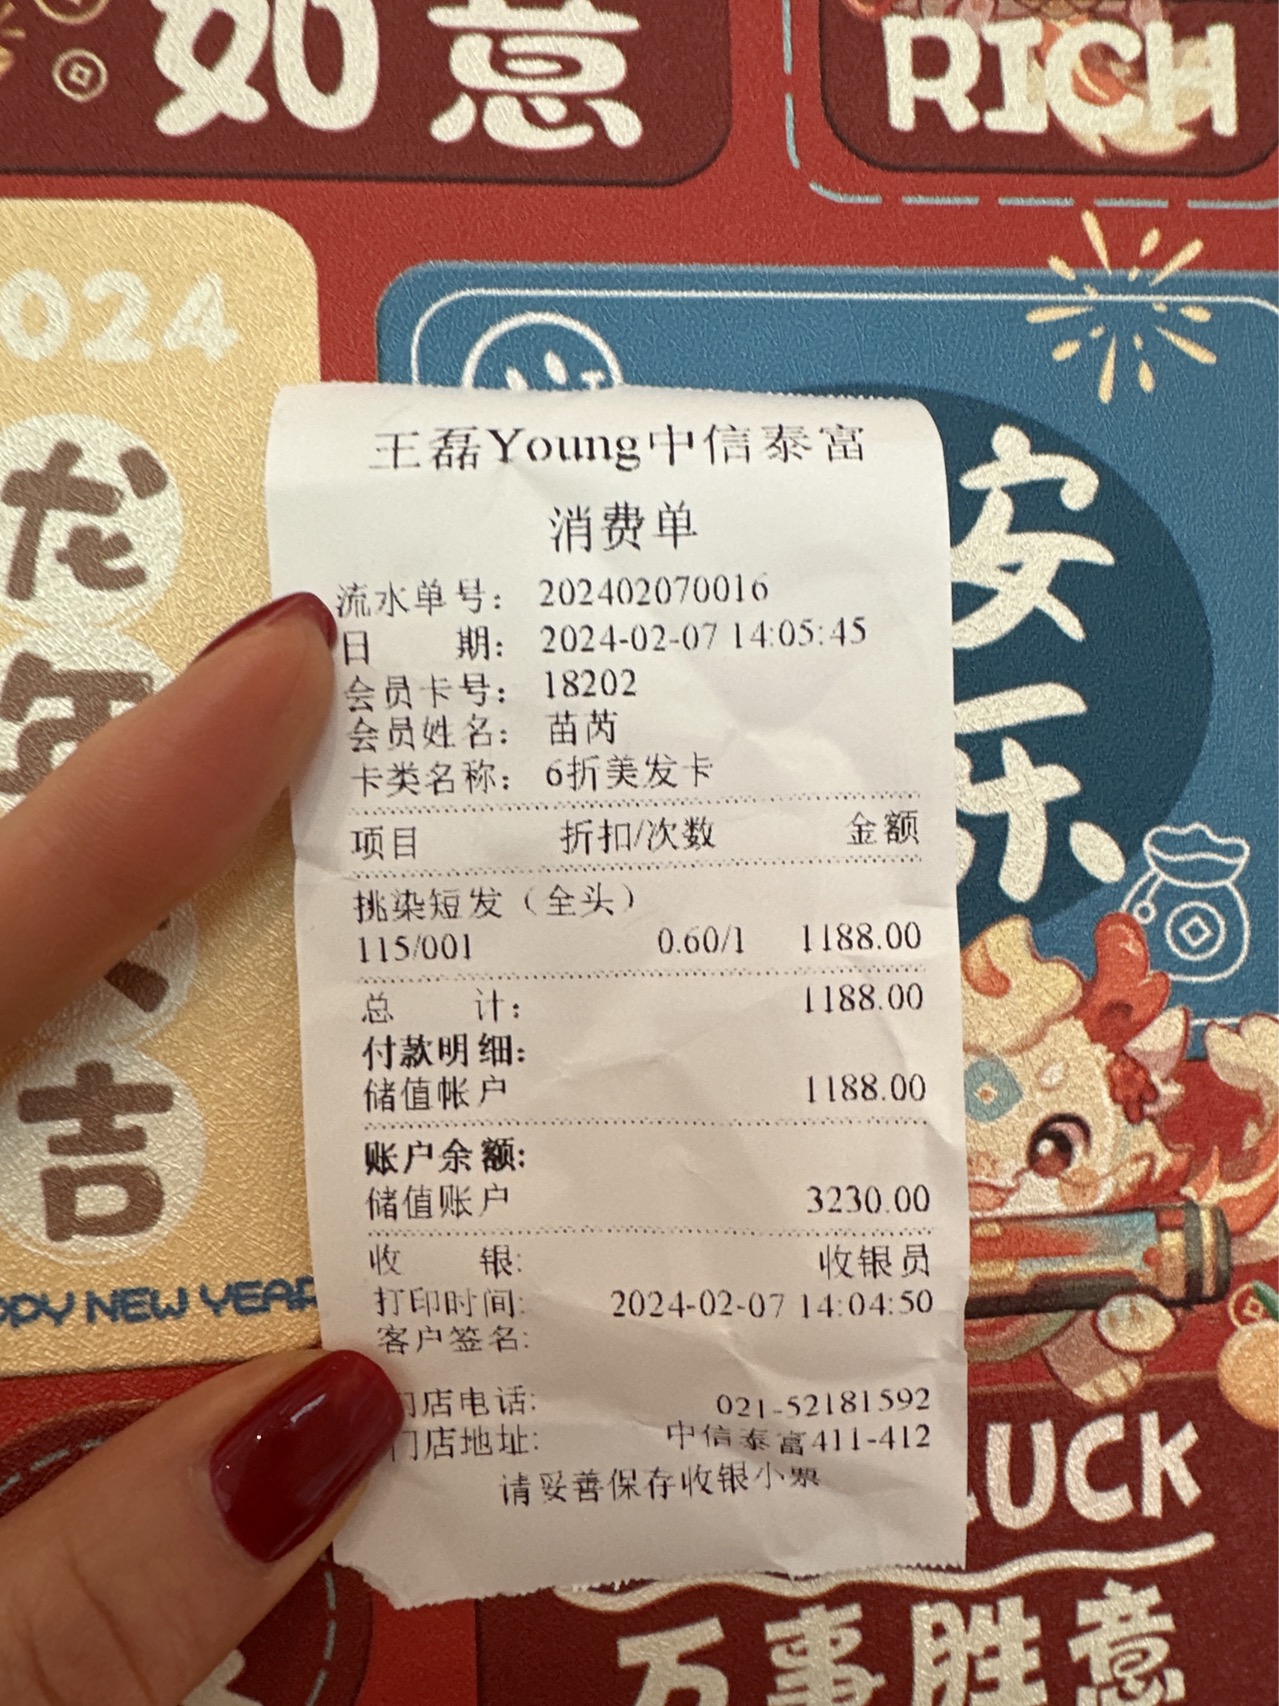 如意
RICH
024
龙
年
吉
PPY NEW YEAR
安
乐
王磊Young中信泰富
消费单
流水单号： 202402070016
日 期： 2024-02-07 14:05:45
会员卡号： 18202
会员姓名： 苗芮
卡类名称： 6折美发卡
项目 折扣/次数 金额
挑染短发（全头）
115/001 0.60/1 1188.00
总 计： 1188.00
付款明细：
储值帐户 1188.00
账户余额：
储值账户 3230.00
收 银: 收银员
打印时间: 2024-02-07 14:04:50
客户签名:
门店电话: 021-52181592
门店地址: 中信泰富411-412
请妥善保存收银小票
LUCK
万事胜意